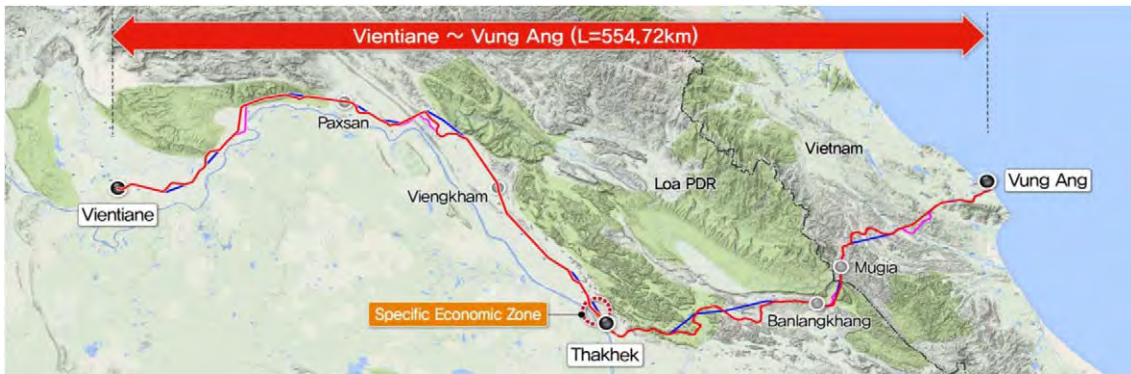 Vientiane ～ Vung Ang (L=554.72km)
Paxsan
Vietnam
Vung Ang
Loa PDR
Viengkham
Vientiane
Mugia
Banlangkhang
Specific Economic Zone
Thakhek